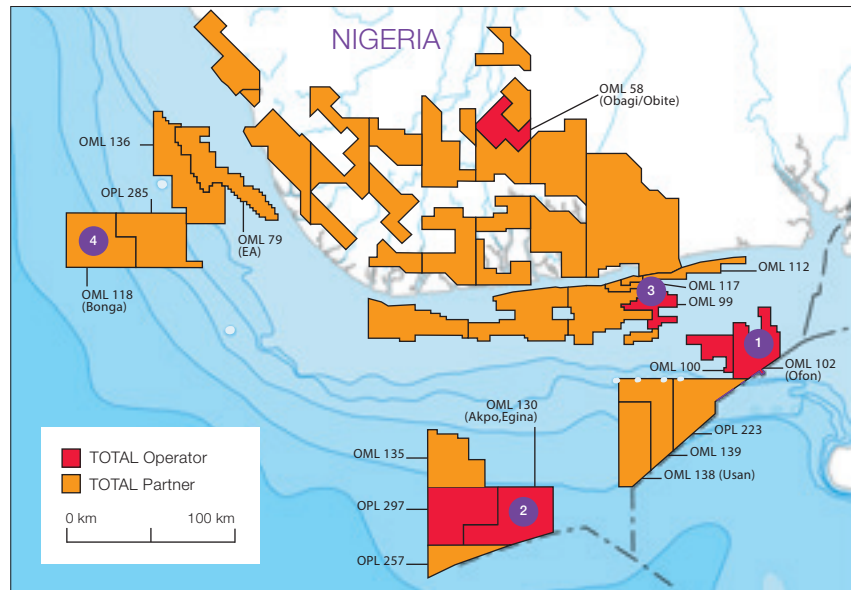 NIGERIA
OML 58
(Obagi/Obite)
OML 136
OPL 285
4
OML 79
(EA)
OML 118
(Bonga)
OML 112
3
OML 117
OML 99
1
OML 100
OML 102
(Ofon)
OML 130
(Akpo,Egina)
OPL 223
OML 135
OML 139
OML 138 (Usan)
TOTAL Operator
TOTAL Partner
OPL 297
2
0 km
100 km
OPL 257